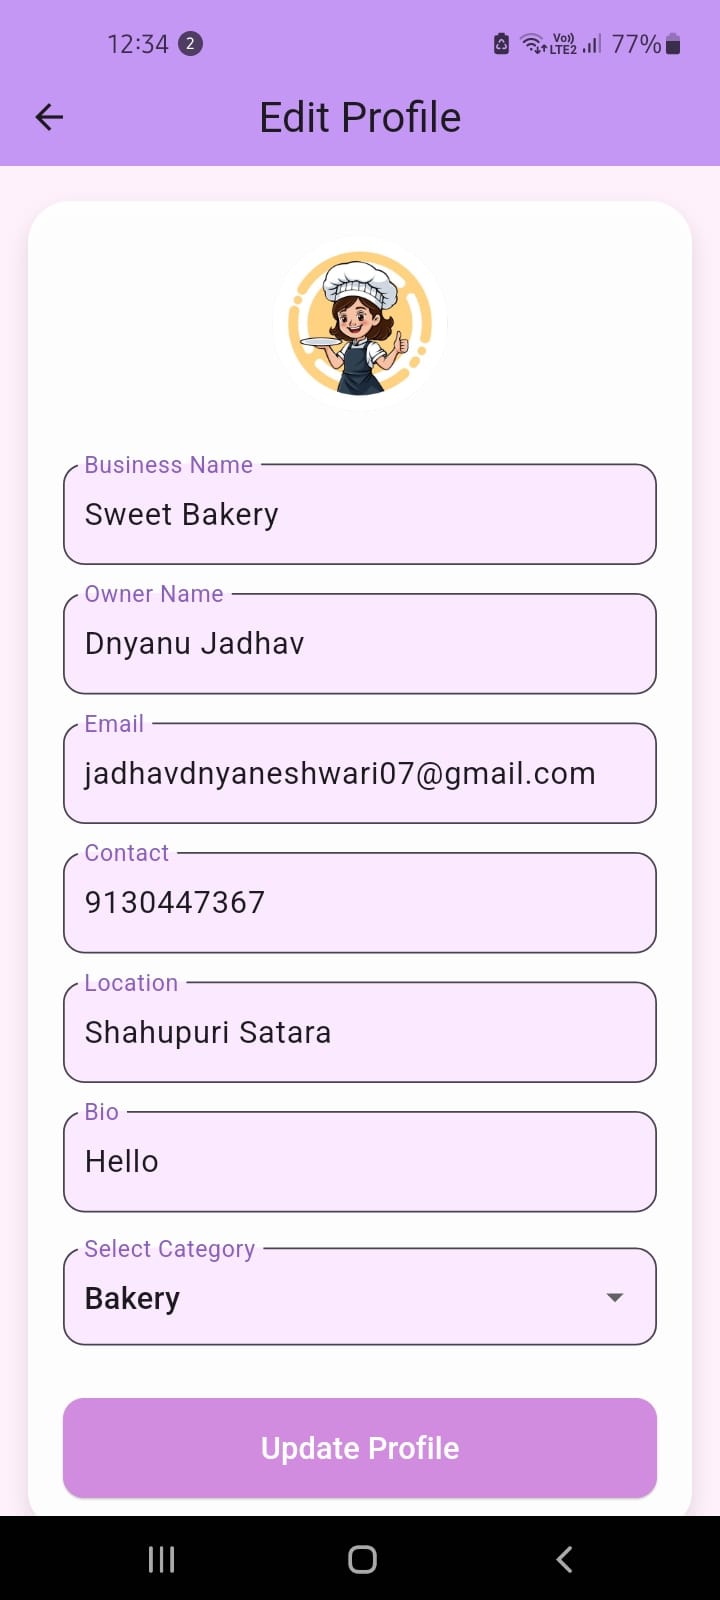 12:34 2 Vo)) LTE2 77%
Edit Profile
Business Name
Sweet Bakery
Owner Name
Dnyanu Jadhav
Email
jadhavdnyaneshwari07@gmail.com
Contact
9130447367
Location
Shahupuri Satara
Bio
Hello
Select Category
Bakery
Update Profile